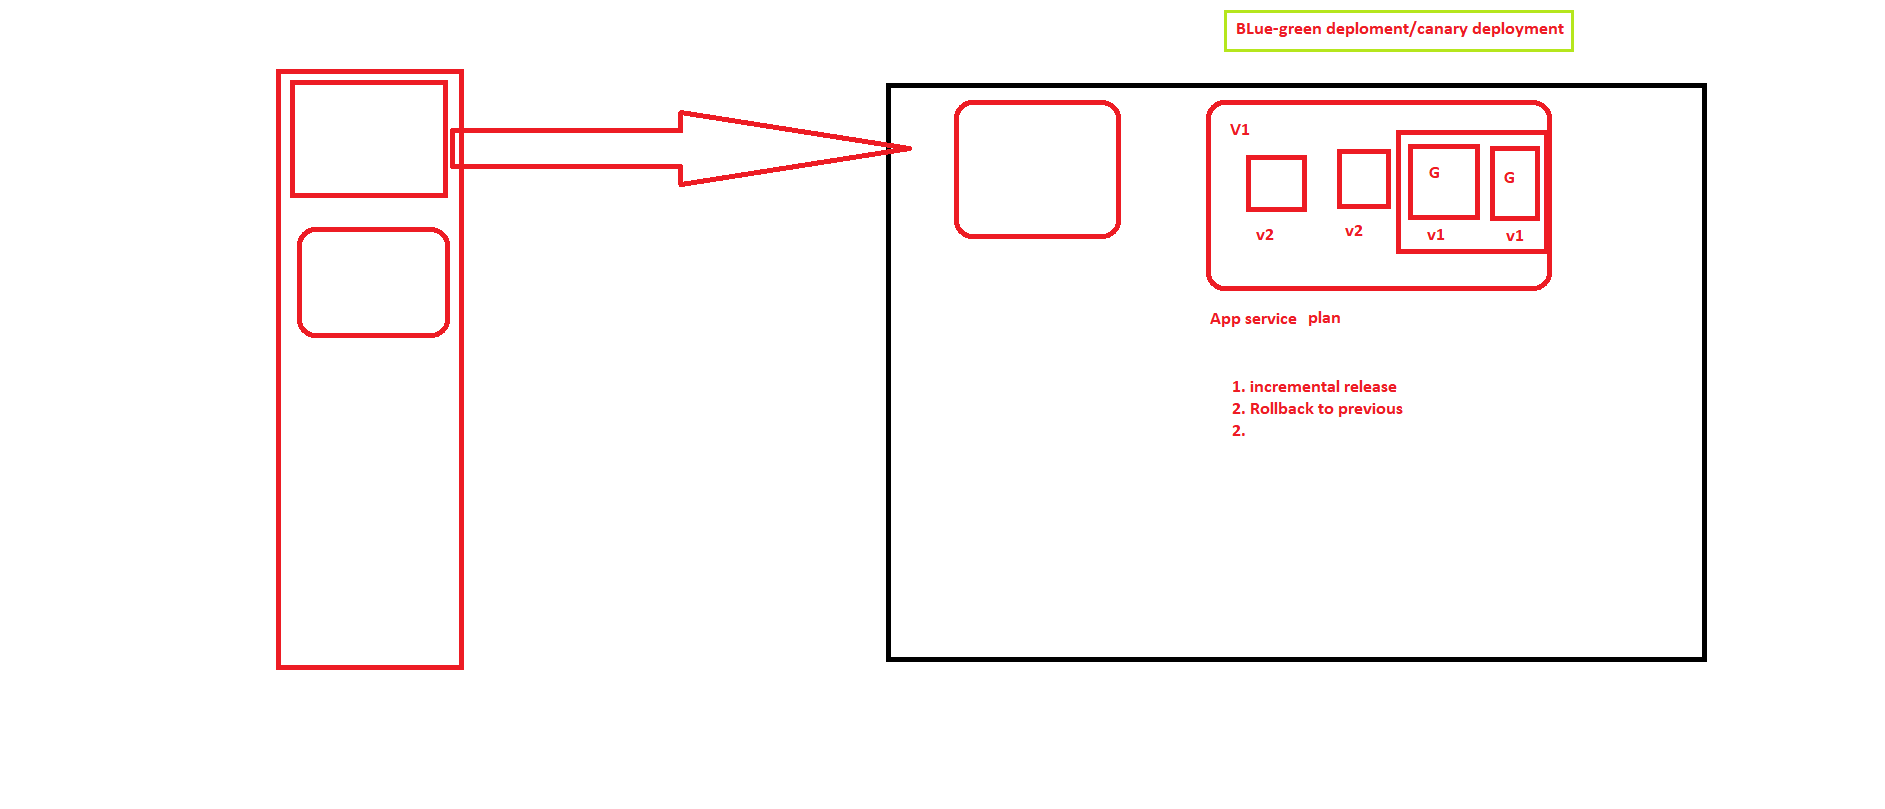 BLue-green deploment/canary deployment
V1
G
G
v2
v2
v1
v1
App service plan
1. incremental release
2. Rollback to previous
2.